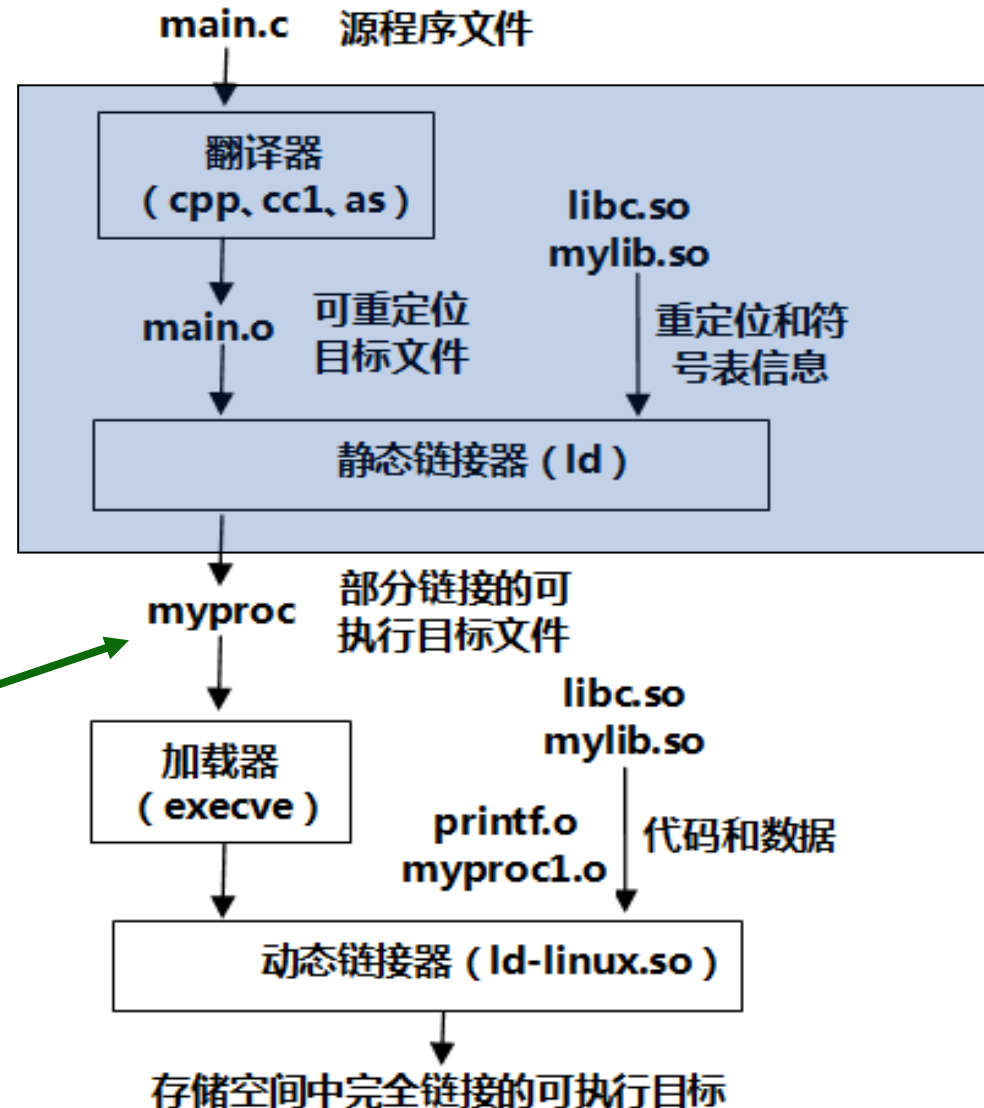 main.c 源程序文件
翻译器
（cpp、cc1、as）
libc.so
mylib.so
main.o
可重定位
目标文件
重定位和符
号表信息
静态链接器（ld）
myproc
部分链接的可
执行目标文件
libc.so
mylib.so
加载器
（execve）
printf.o
myproc1.o
代码和数据
动态链接器（ld-linux.so）
存储空间中完全链接的可执行目标